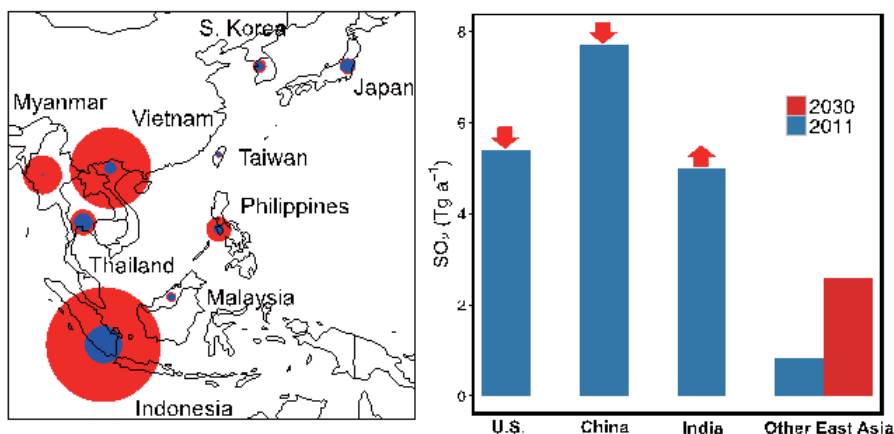 S. Korea
Japan
Myanmar
Vietnam
Taiwan
Philippines
Thailand
Malaysia
Indonesia
8
6
4
2
0
SO₂ (Tg a⁻¹)
2030
2011
U.S.
China
India
Other East Asia